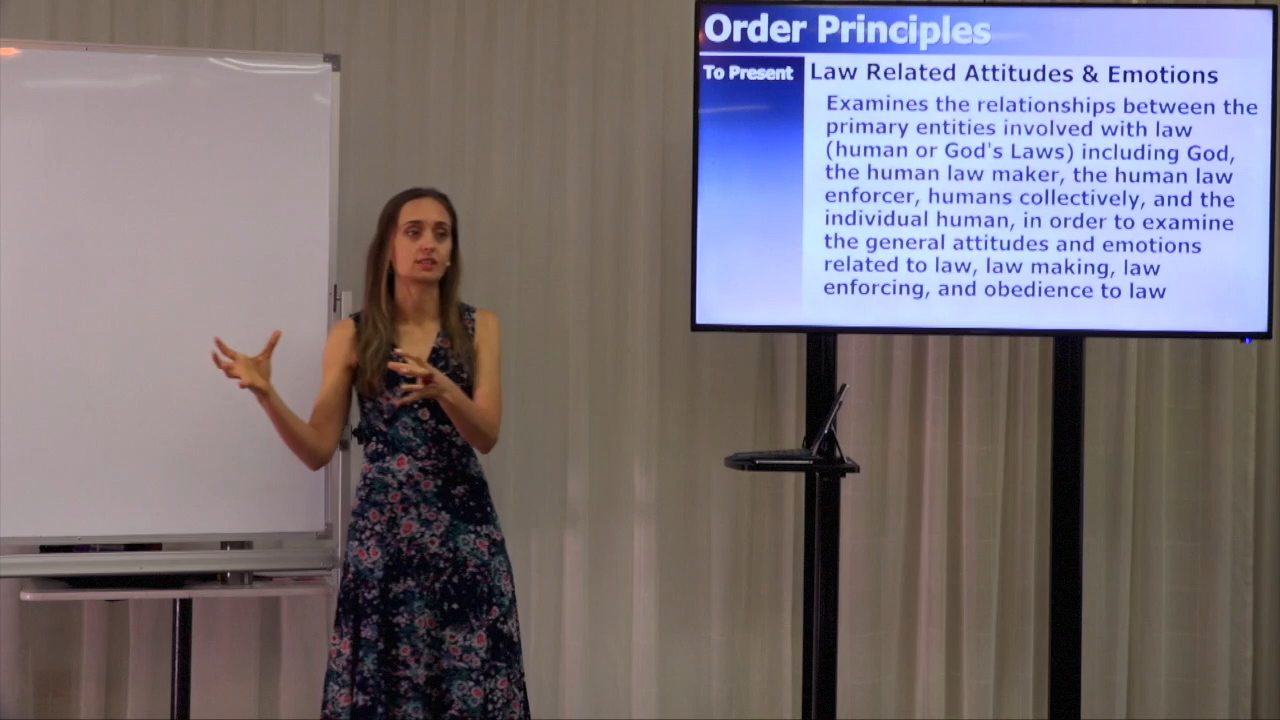 Order Principles
To Present
Law Related Attitudes & Emotions
Examines the relationships between the
primary entities involved with law
(human or God's Laws) including God,
the human law maker, the human law
enforcer, humans collectively, and the
individual human, in order to examine
the general attitudes and emotions
related to law, law making, law
enforcing, and obedience to law